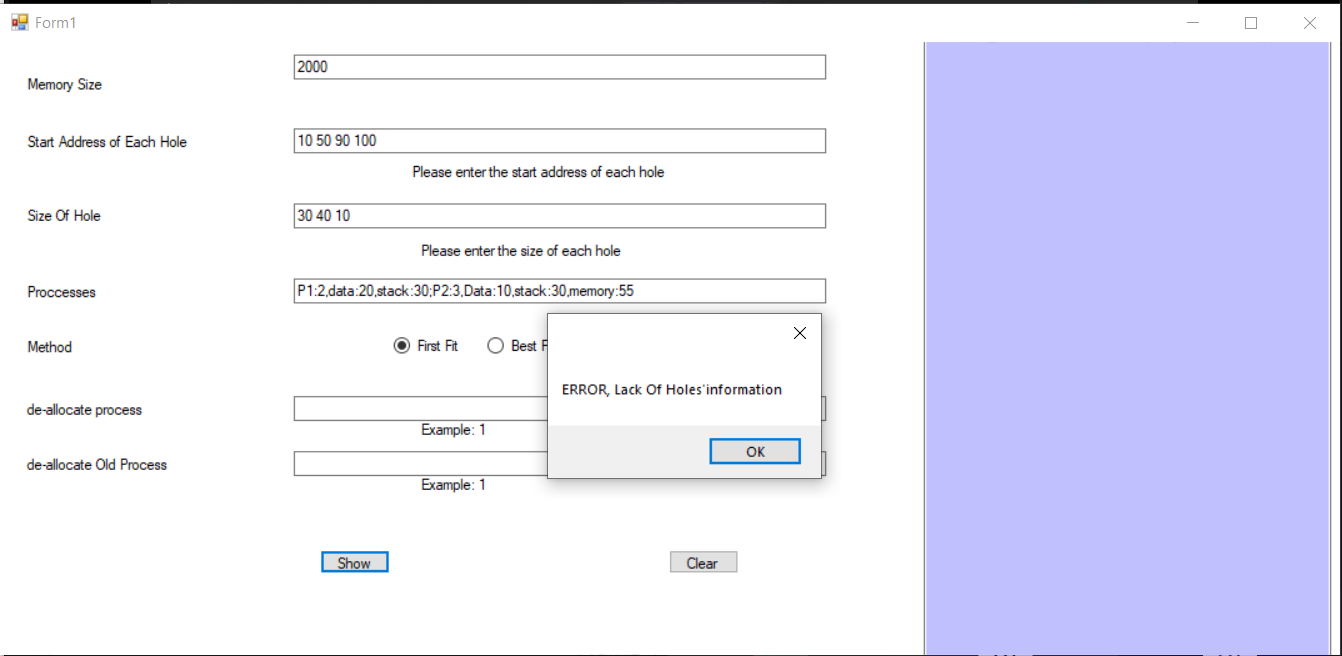 Form1
Memory Size
2000
Start Address of Each Hole
10 50 90 100
Please enter the start address of each hole
Size Of Hole
30 40 10
Please enter the size of each hole
Proccesses
P1:2,data:20,stack:30;P2:3,Data:10,stack:30,memory:55
Method
First Fit
Best F
ERROR, Lack Of Holes'information
OK
de-allocate process
Example: 1
de-allocate Old Process
Example: 1
Show
Clear